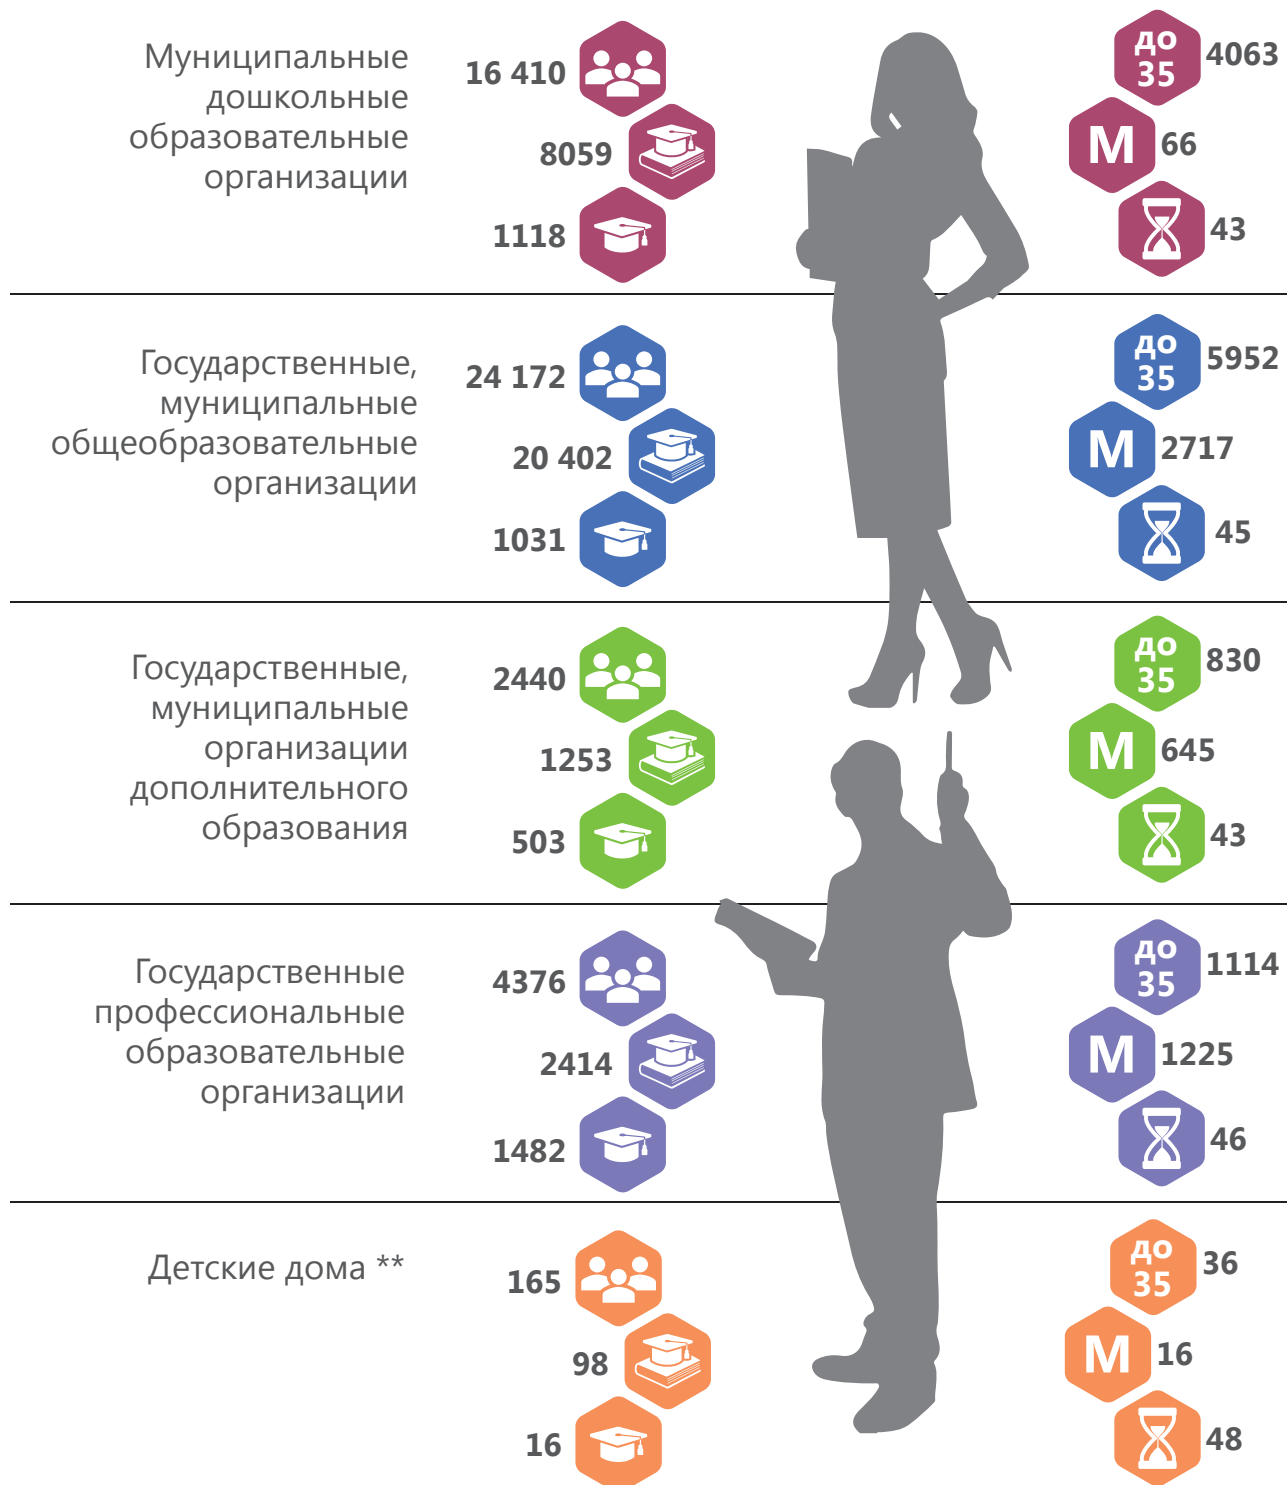 Муниципальные
дошкольные
образовательные
организации
16 410
8059
1118
до
35
4063
М
66
43
Государственные,
муниципальные
общеобразовательные
организации
24 172
20 402
1031
до
35
5952
М
2717
45
Государственные,
муниципальные
организации
дополнительного
образования
2440
1253
503
до
35
830
М
645
43
Государственные
профессиональные
образовательные
организации
4376
2414
1482
до
35
1114
М
1225
46
Детские дома **
165
98
16
до
35
36
М
16
48